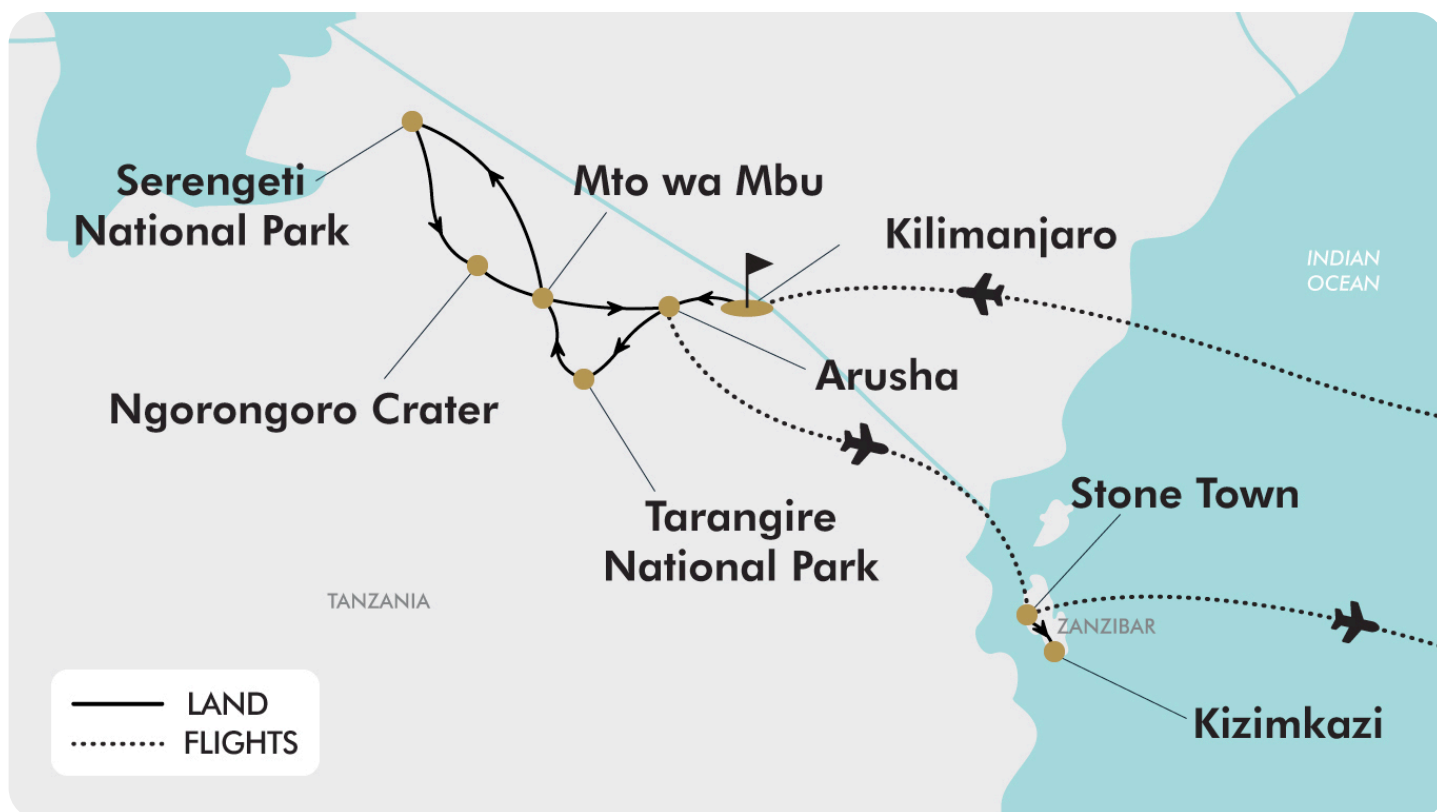 Serengeti
National Park
Mto wa Mbu
Kilimanjaro
INDIAN
OCEAN
Ngorongoro Crater
Arusha
Tarangire
National Park
Stone Town
TANZANIA
ZANZIBAR
Kizimkazi
LAND
FLIGHTS